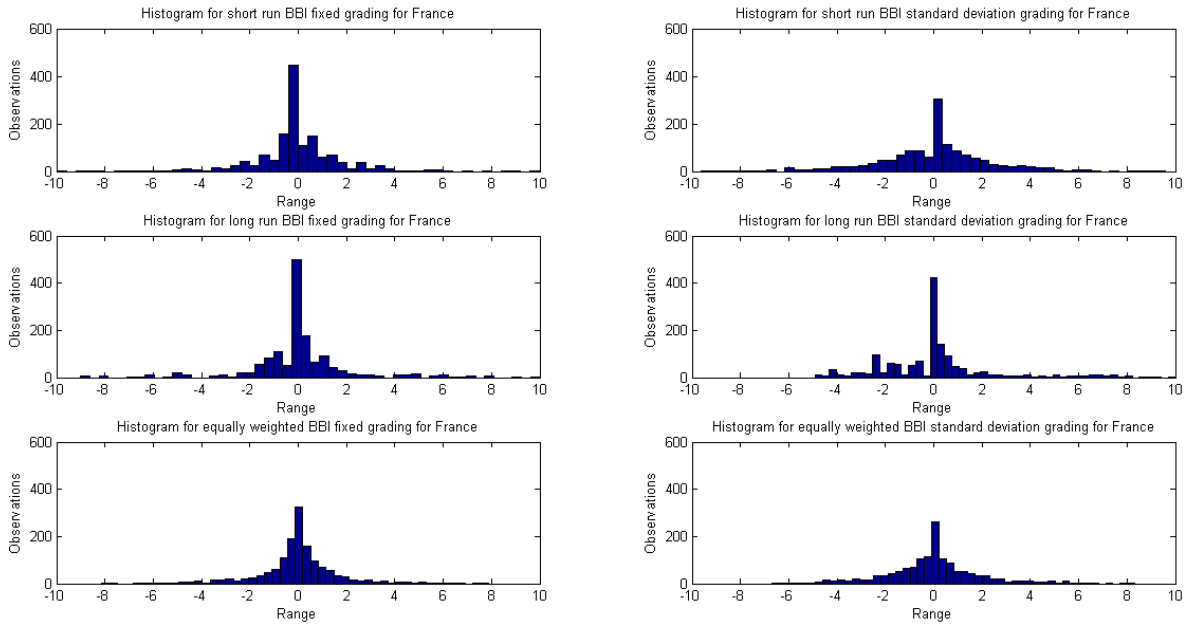 Histogram for short run BBI fixed grading for France
600
400
200
0
Observations
-10 -8 -6 -4 -2 0 2 4 6 8 10
Range
Histogram for short run BBI standard deviation grading for France
600
400
200
0
Observations
-10 -8 -6 -4 -2 0 2 4 6 8 10
Range
Histogram for long run BBI fixed grading for France
600
400
200
0
Observations
-10 -8 -6 -4 -2 0 2 4 6 8 10
Range
Histogram for long run BBI standard deviation grading for France
600
400
200
0
Observations
-10 -8 -6 -4 -2 0 2 4 6 8 10
Range
Histogram for equally weighted BBI fixed grading for France
600
400
200
0
Observations
-10 -8 -6 -4 -2 0 2 4 6 8 10
Range
Histogram for equally weighted BBI standard deviation grading for France
600
400
200
0
Observations
-10 -8 -6 -4 -2 0 2 4 6 8 10
Range